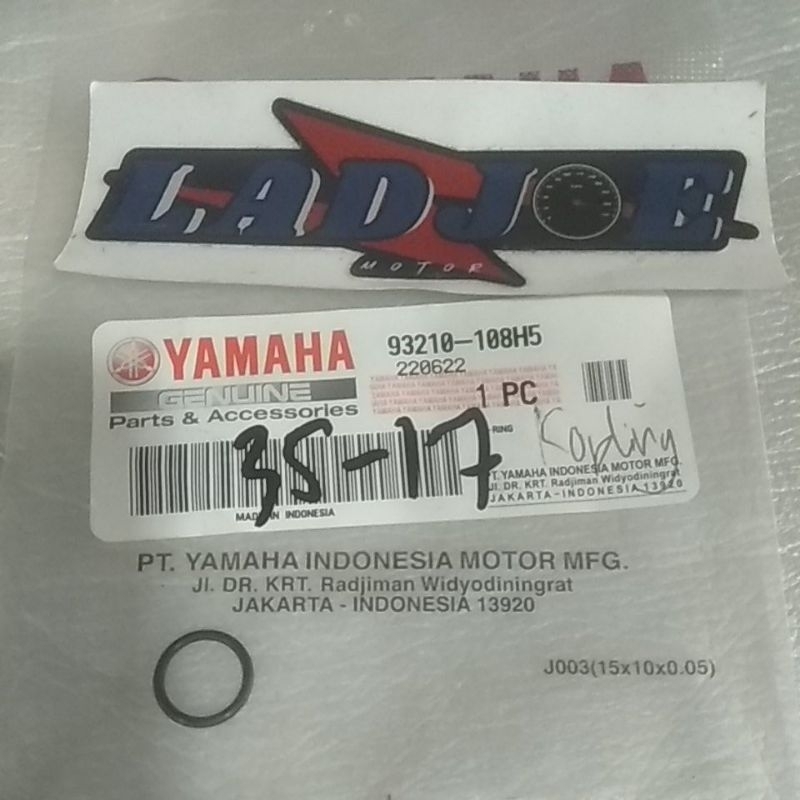 LADJOE
MOTOR
YAMAHA
93210-108H5
220622
GENUINE
1 PC
Parts & Accessories
35-17
-RING
Kopling
PT. YAMAHA INDONESIA MOTOR MFG.
Jl. DR. KRT. Radjiman Widyodiningrat
JAKARTA-INDONESIA 13920
MADE IN INDONESIA
PT. YAMAHA INDONESIA MOTOR MFG.
Jl. DR. KRT. Radjiman Widyodiningrat
JAKARTA - INDONESIA 13920
J003(15x10x0.05)